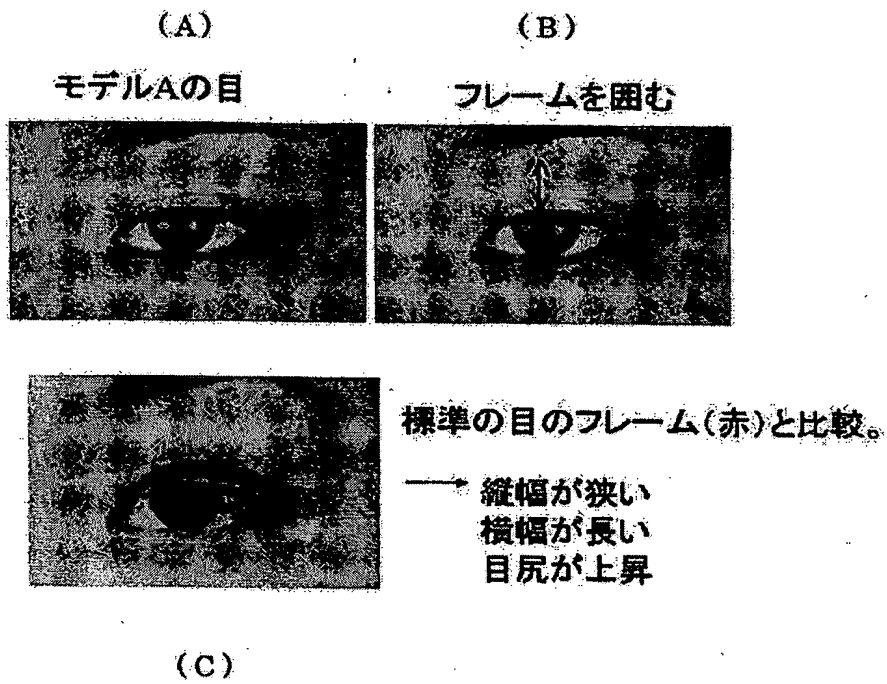 (A)
(B)
モデルAの目
フレームを囲む
標準の目のフレーム(赤)と比較。
→ 縦幅が狭い
横幅が長い
目尻が上昇
(C)